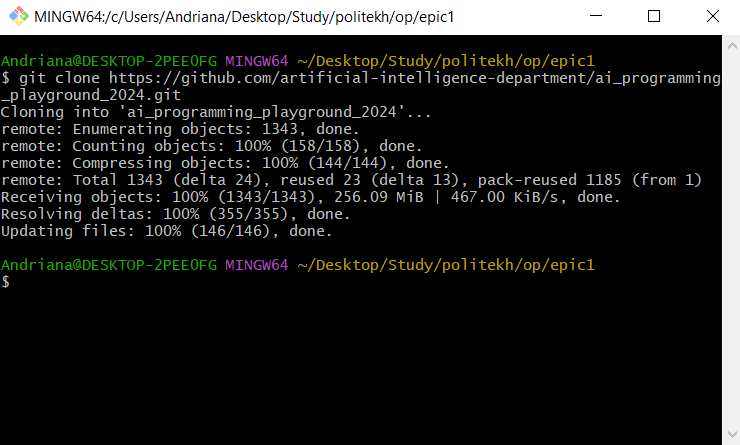 MINGW64:/c/Users/Andriana/Desktop/Study/politekh/op/epic1
Andriana@DESKTOP-2PEE0FG MINGW64 ~/Desktop/Study/politekh/op/epic1
$ git clone https://github.com/artificial-intelligence-department/ai_programming
_playground_2024.git
Cloning into 'ai_programming_playground_2024'...
remote: Enumerating objects: 1343, done.
remote: Counting objects: 100% (158/158), done.
remote: Compressing objects: 100% (144/144), done.
remote: Total 1343 (delta 24), reused 23 (delta 13), pack-reused 1185 (from 1)
Receiving objects: 100% (1343/1343), 256.09 MiB | 467.00 KiB/s, done.
Resolving deltas: 100% (355/355), done.
Updating files: 100% (146/146), done.
Andriana@DESKTOP-2PEE0FG MINGW64 ~/Desktop/Study/politekh/op/epic1
$